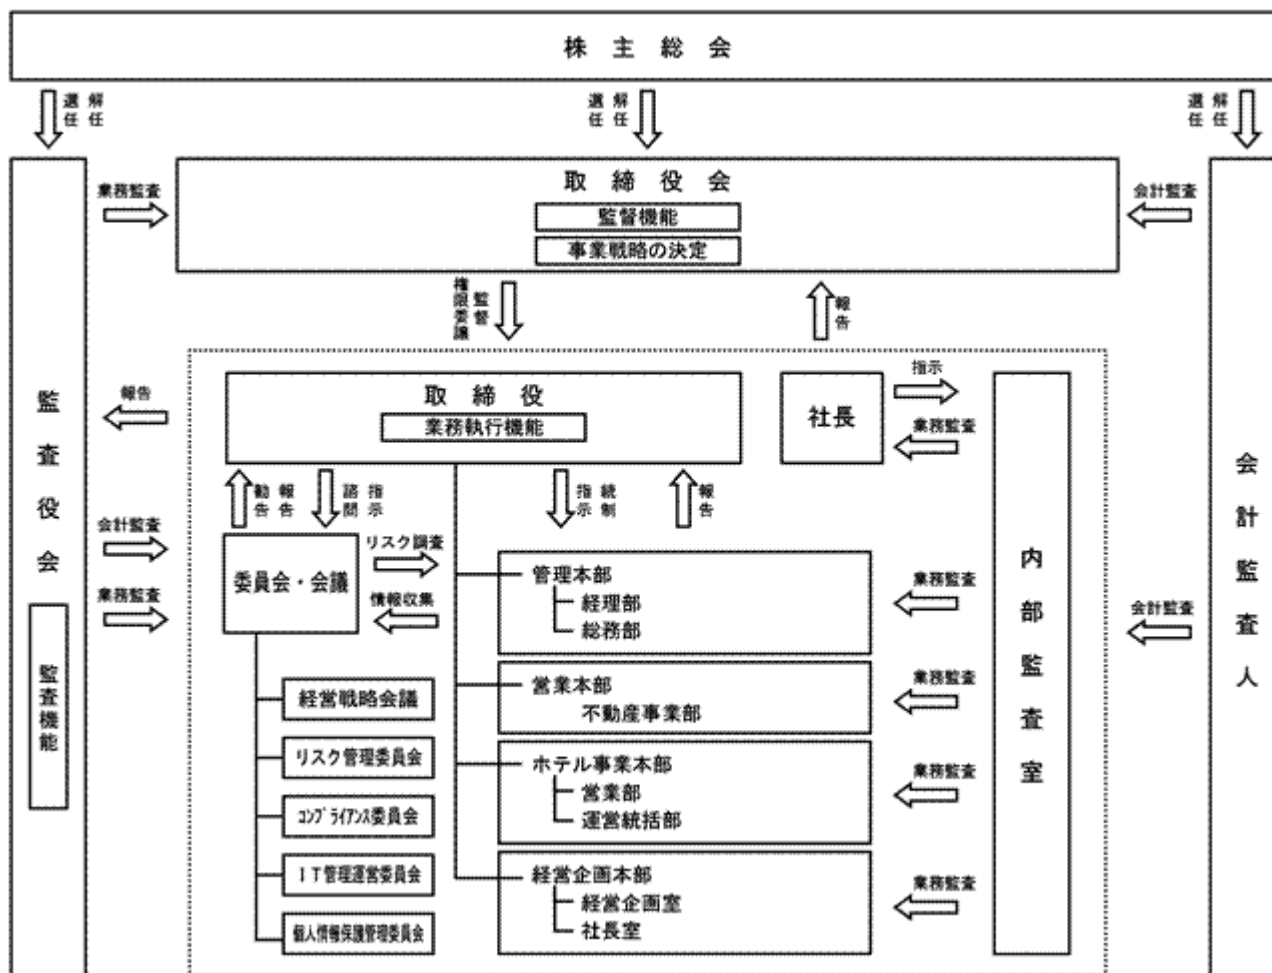 株主総会
選任 解任
選任 解任
選任 解任
業務監査
取締役会
監督機能
事業戦略の決定
会計監査
権限委譲 監督
報告
監査役会
監査機能
報告
会計監査
業務監査
取締役
業務執行機能
社長
指示
業務監査
内部監査室
会計監査人
会計監査
勧告 報告
諮問 指示
指示 統制
報告
委員会・会議
リスク調査
情報収集
経営戦略会議
リスク管理委員会
コンプライアンス委員会
IT管理運営委員会
個人情報保護管理委員会
管理本部
経理部
総務部
業務監査
営業本部
不動産事業部
業務監査
ホテル事業本部
営業部
運営統括部
業務監査
経営企画本部
経営企画室
社長室
業務監査